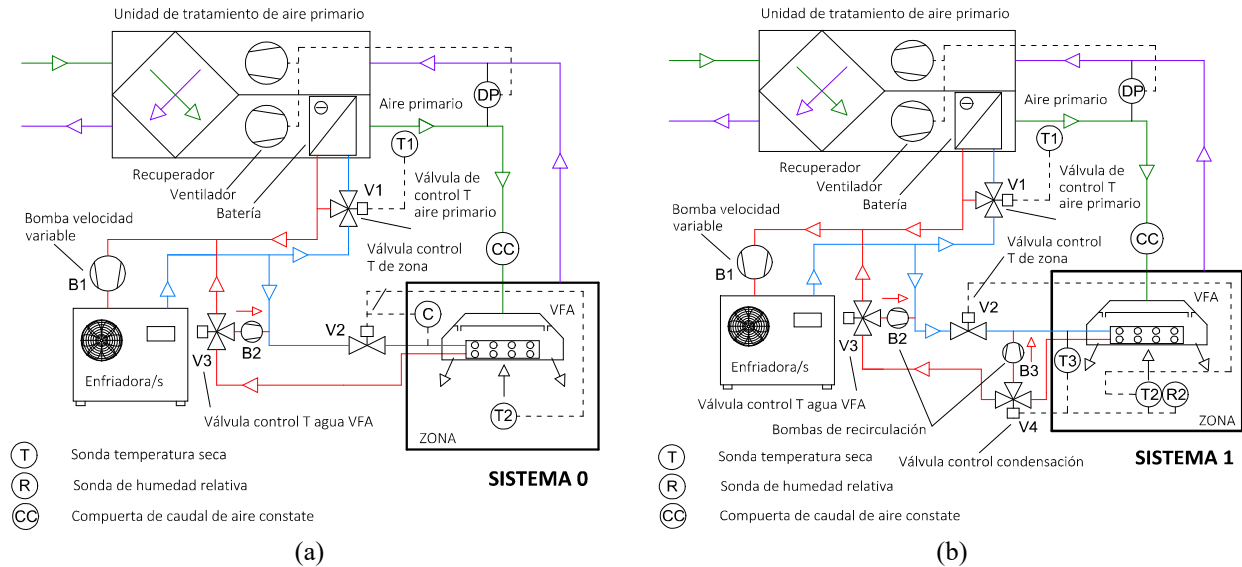 Unidad de tratamiento de aire primario
DP
Aire primario
T1
Recuperador
Ventilador
Batería
V1
Válvula de
control T
aire primario
Bomba velocidad
variable
B1
Válvula control
T de zona
CC
VFA
C
V2
V3
B2
Enfriadora/s
T2
Válvula control T agua VFA
ZONA
T
Sonda temperatura seca
SISTEMA 0
R
Sonda de humedad relativa
CC
Compuerta de caudal de aire constate
(a)
Unidad de tratamiento de aire primario
DP
Aire primario
T1
Recuperador
Ventilador
Batería
V1
Válvula de
control T
aire primario
Bomba velocidad
variable
B1
Válvula control
T de zona
CC
VFA
V2
V3
B2
B3
T3
Enfriadora/s
T2
R2
Válvula control T agua VFA
V4
Bombas de recirculación
ZONA
Válvula control condensación
T
Sonda temperatura seca
SISTEMA 1
R
Sonda de humedad relativa
CC
Compuerta de caudal de aire constate
(b)